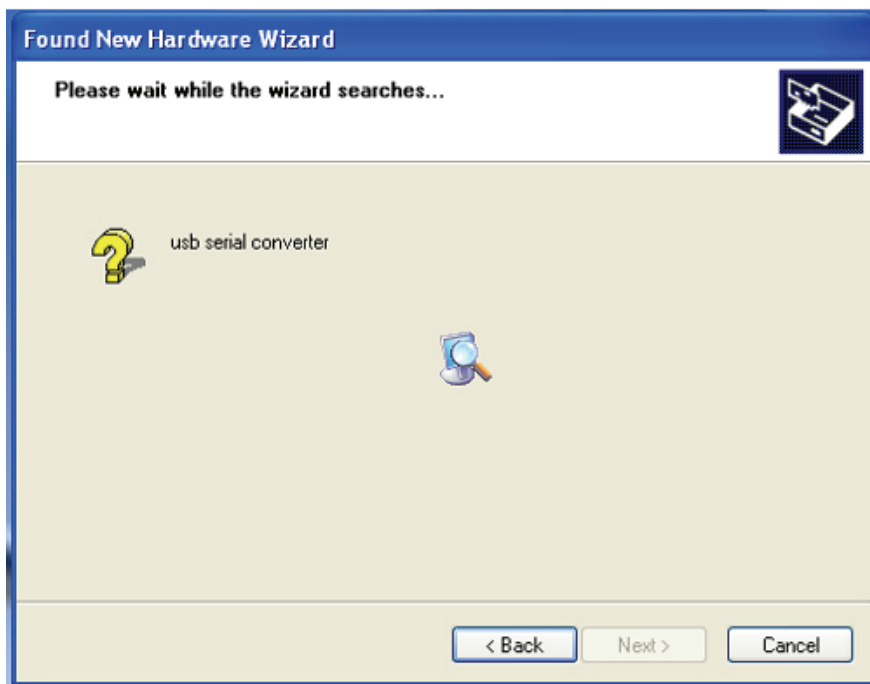 Found New Hardware Wizard
Please wait while the wizard searches...
usb serial converter
< Back Next > Cancel